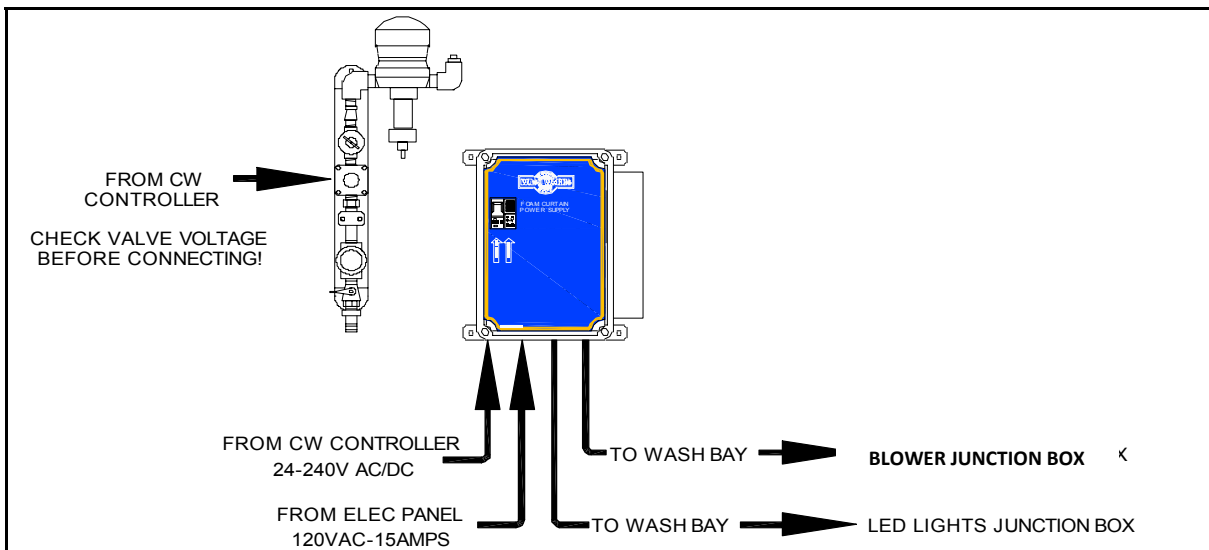 FROM CW
CONTROLLER
CHECK VALVE VOLTAGE
BEFORE CONNECTING!
FOAM CURTAIN
POWER SUPPLY
FROM CW CONTROLLER
24-240V AC/DC
TO WASH BAY
BLOWER JUNCTION BOX X
FROM ELEC PANEL
120VAC-15AMPS
TO WASH BAY
LED LIGHTS JUNCTION BOX